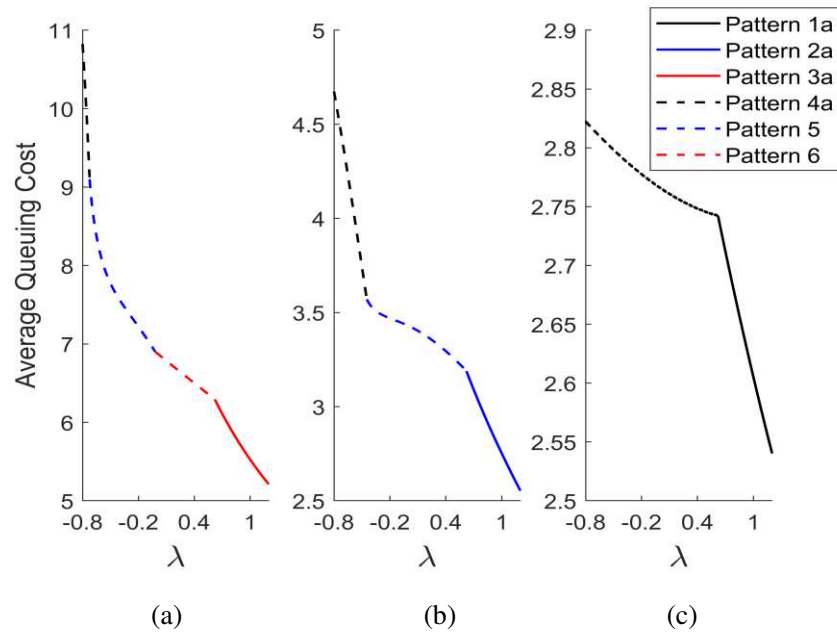 Average Queuing Cost
11
10
9
8
7
6
5
-0.8 -0.2 0.4 1
λ
(a)
5
4.5
4
3.5
3
2.5
-0.8 -0.2 0.4 1
λ
(b)
2.9
2.85
2.8
2.75
2.7
2.65
2.6
2.55
2.5
-0.8 -0.2 0.4 1
λ
(c)
Pattern 1a
Pattern 2a
Pattern 3a
Pattern 4a
Pattern 5
Pattern 6